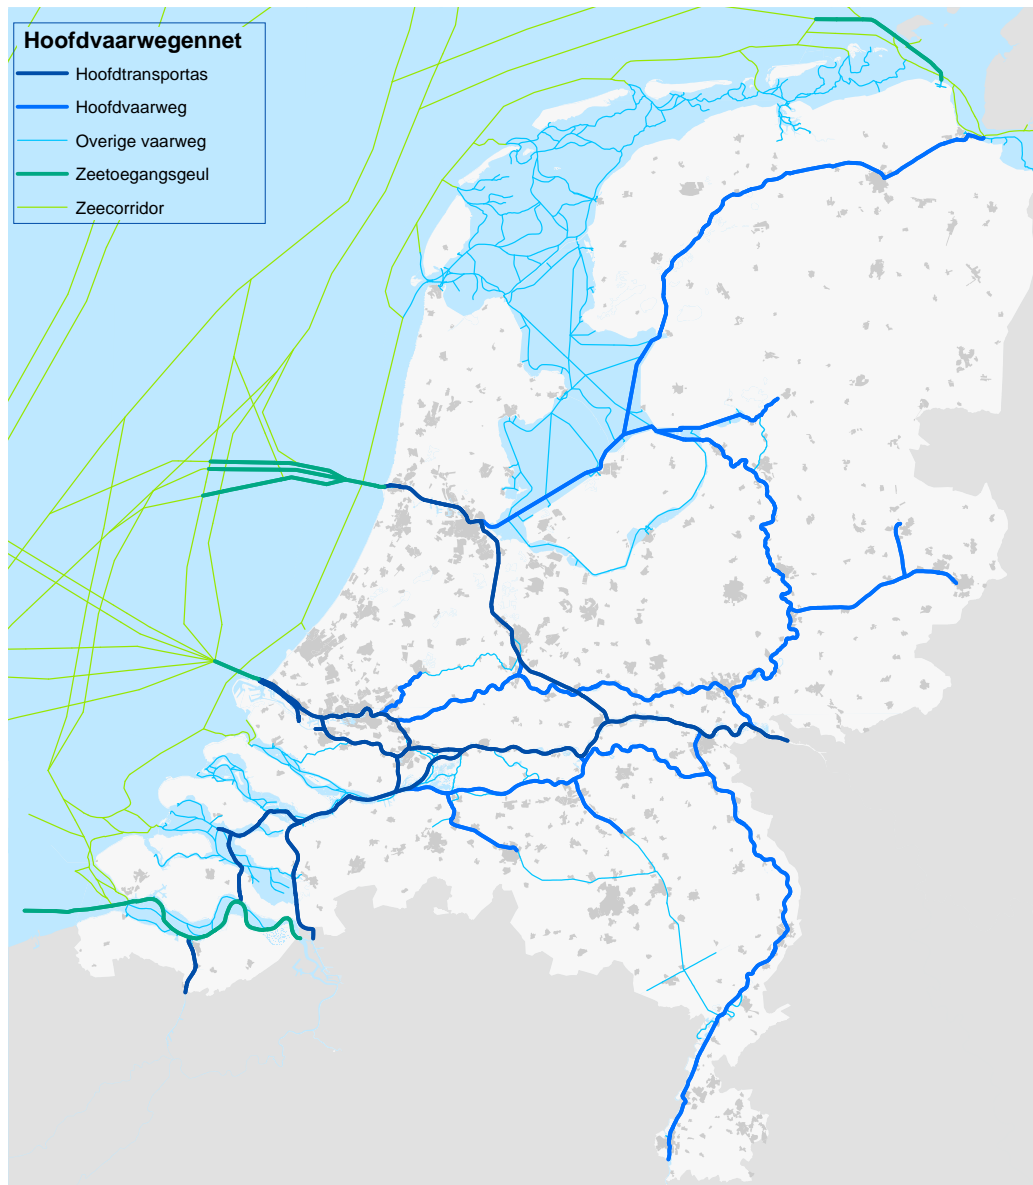 Hoofdvaarwegennet
Hoofdtransportas
Hoofdvaarweg
Overige vaarweg
Zeetoegangsgeul
Zeecorridor